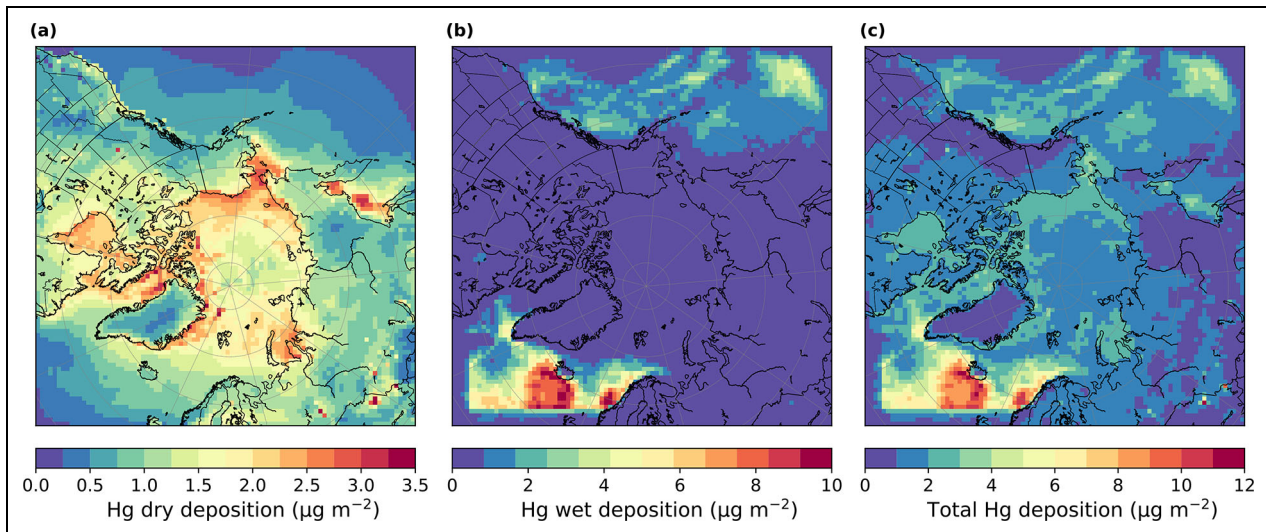 (a) (b) (c)
0.0 0.5 1.0 1.5 2.0 2.5 3.0 3.5 0 2 4 6 8 10 0 2 4 6 8 10 12
Hg dry deposition (µg m⁻²) Hg wet deposition (µg m⁻²) Total Hg deposition (µg m⁻²)